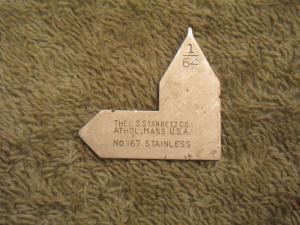 1
64
THE L.S. STARRETT CO.
ATHOL, MASS. U.S.A.
NO. 167 STAINLESS